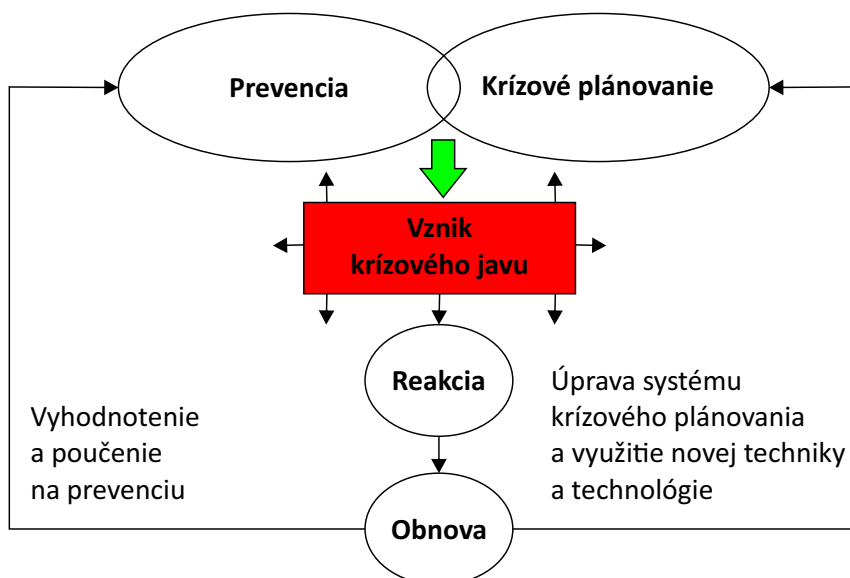 Prevencia
Krízové plánovanie
Vznik
krízového javu
Reakcia
Vyhodnotenie
a poučenie
na prevenciu
Úprava systému
krízového plánovania
a využitie novej techniky
a technológie
Obnova